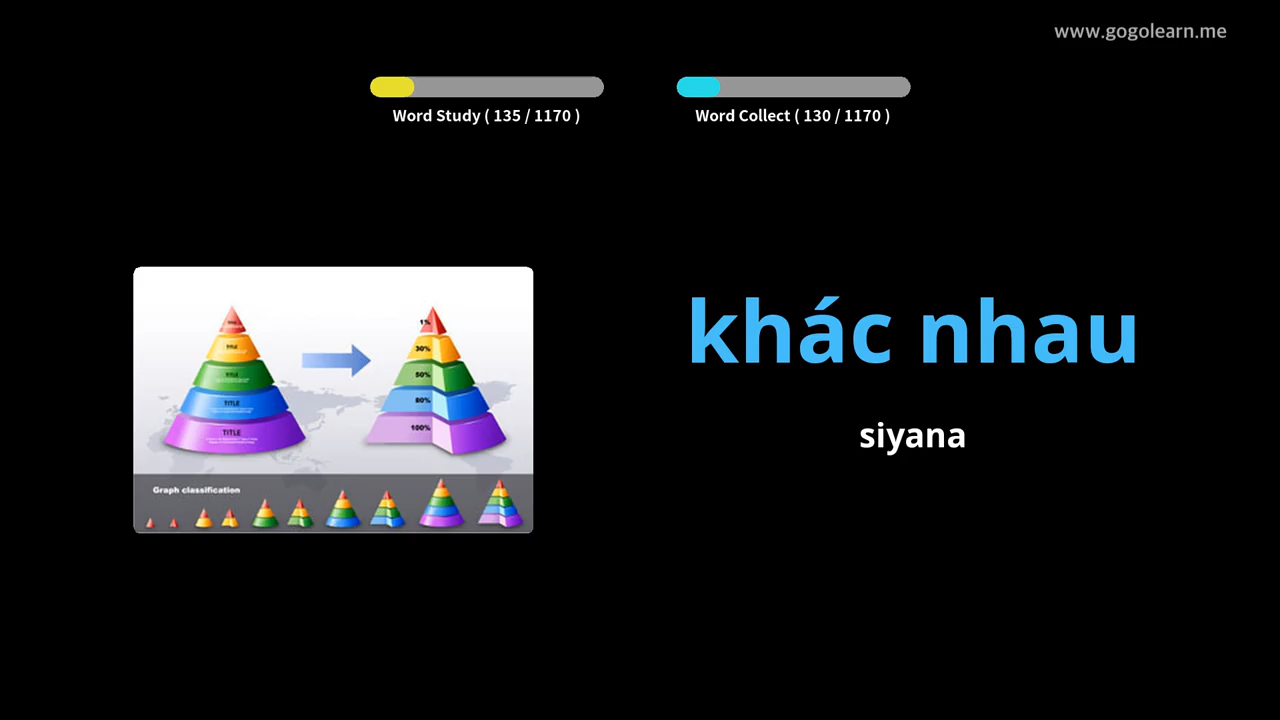 www.gogolearn.me
Word Study ( 135 / 1170 )
Word Collect ( 130 / 1170 )
khác nhau
siyana
1%
TITLE
30%
TITLE
50%
TITLE
80%
TITLE
100%
Graph classification